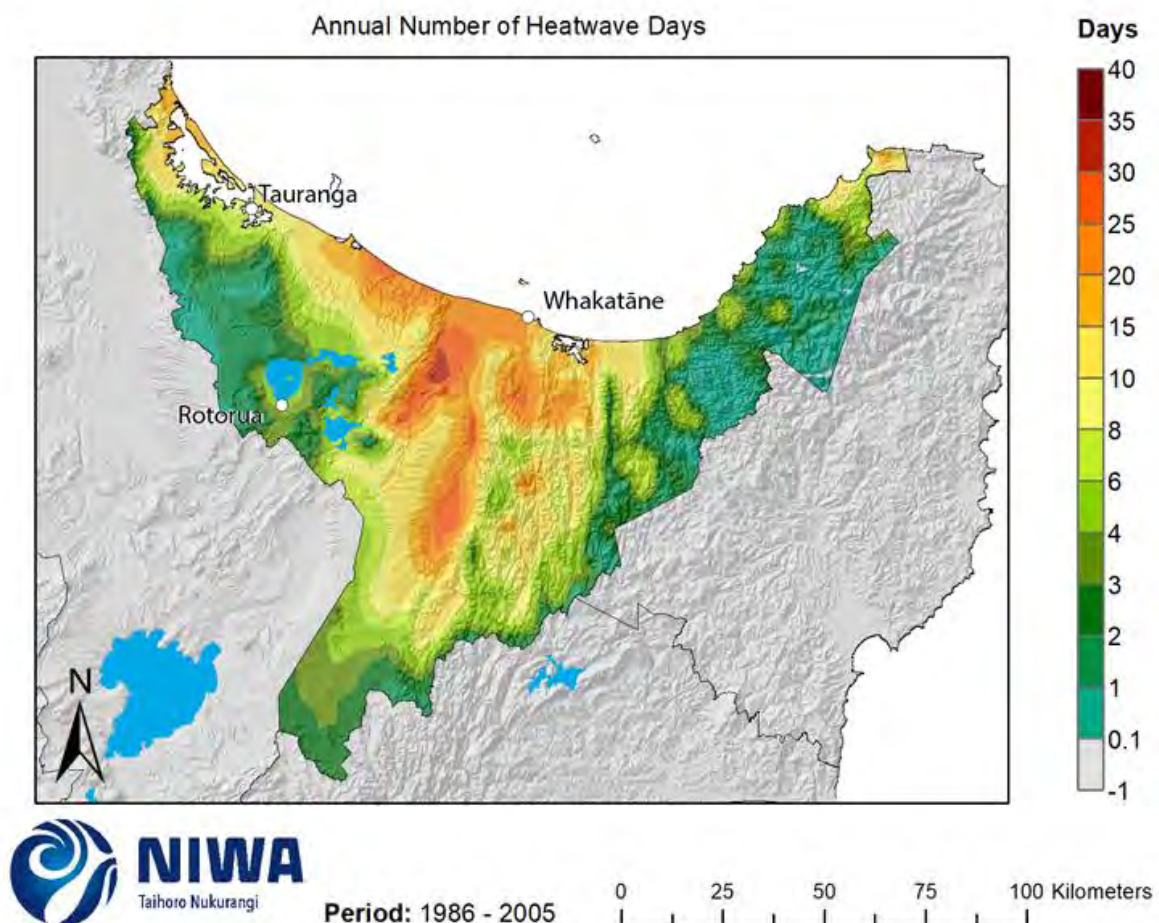 Annual Number of Heatwave Days
Days
40
35
30
25
20
15
10
8
6
4
3
2
1
0.1
-1
Tauranga
Whakatāne
Rotorua
N
NIWA
Taihoro Nukurangi
Period: 1986 - 2005
0 25 50 75 100 Kilometers